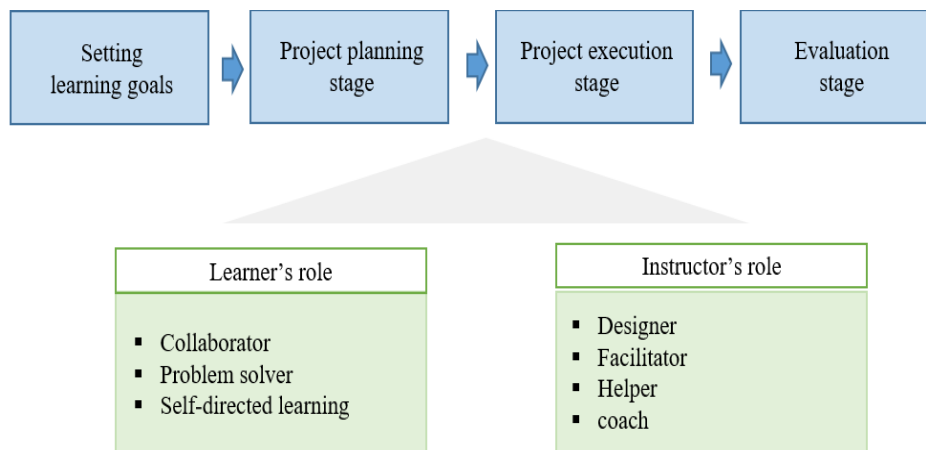 Setting
learning goals
Project planning
stage
Project execution
stage
Evaluation
stage
Learner’s role
▪ Collaborator
▪ Problem solver
▪ Self-directed learning
Instructor’s role
▪ Designer
▪ Facilitator
▪ Helper
▪ coach